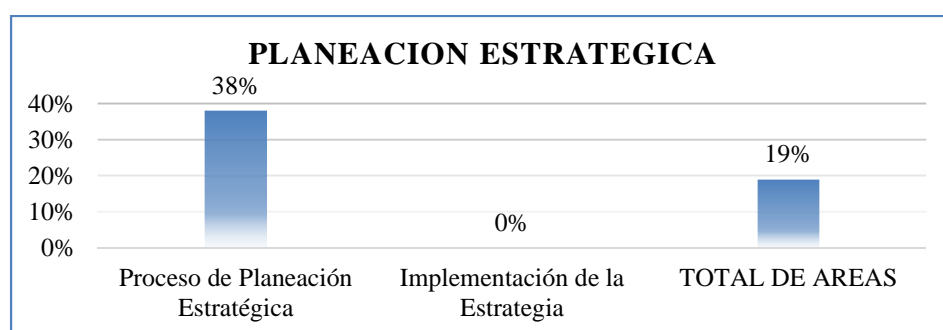 PLANEACION ESTRATEGICA
38%
40%
30%
20%
10%
0%
0%
19%
Proceso de Planeación
Estratégica
Implementación de la
Estrategia
TOTAL DE AREAS